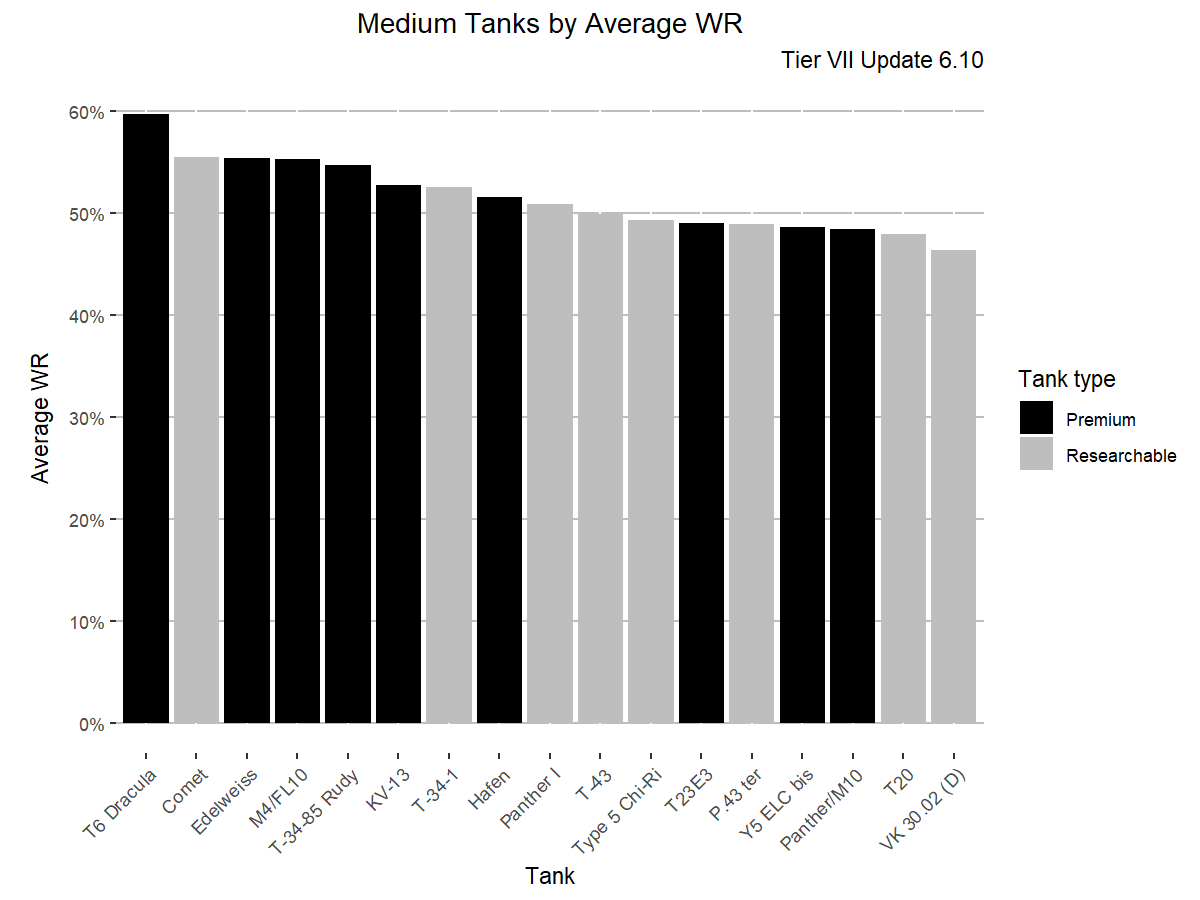 Medium Tanks by Average WR
Tier VII Update 6.10
60%
50%
40%
30%
20%
10%
0%
Average WR
T6 Dracula
Comet
Edelweiss
M4/FL10
T-34-85 Rudy
KV-13
T-34-1
Hafen
Panther I
T-43
Type 5 Chi-Ri
T23E3
P.43 ter
Y5 ELC bis
Panther/M10
T20
VK 30.02 (D)
Tank
Tank type
Premium
Researchable